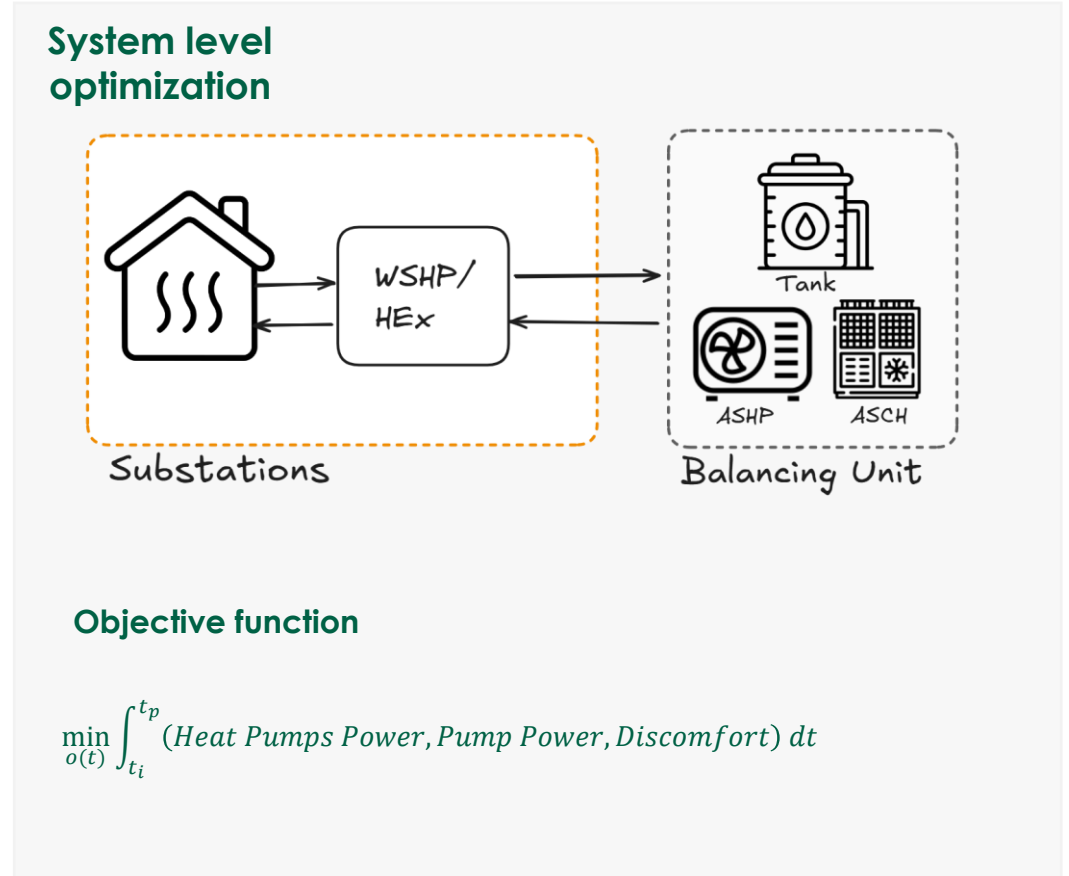 System level
optimization
WSHP/
HEx
Tank
ASHP ASCH
Substations
Balancing Unit
Objective function
min o(t) ∫ t_i t_p (Heat Pumps Power, Pump Power, Discomfort) dt